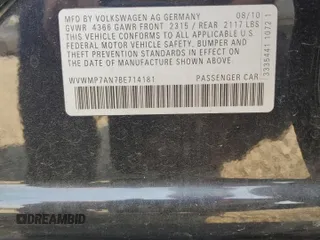 MFD BY VOLKSWAGEN AG GERMANY 08/10
GVWR 4366 GAWR FRONT 2315 / REAR 2117 LBS
THIS VEHICLE CONFORMS TO ALL APPLICABLE U.S.
FEDERAL MOTOR VEHICLE SAFETY, BUMPER AND
THEFT PREVENTION STANDARDS IN EFFECT ON THE
DATE OF MANUFACTURE SHOWN ABOVE
WVWMP7AN7BE714161 PASSENGER CAR
DREAMBID